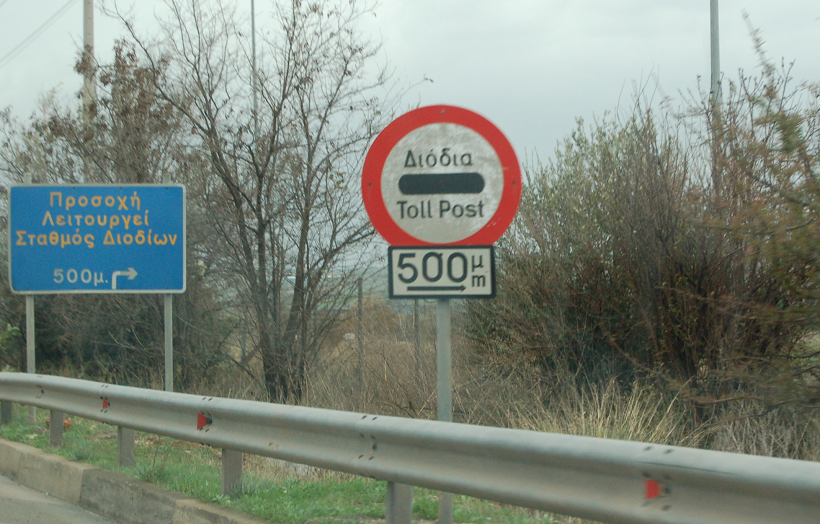 Προσοχή
Λειτουργεί
Σταθμός Διοδίων
500μ.
Διόδια
Toll Post
500 μ
m